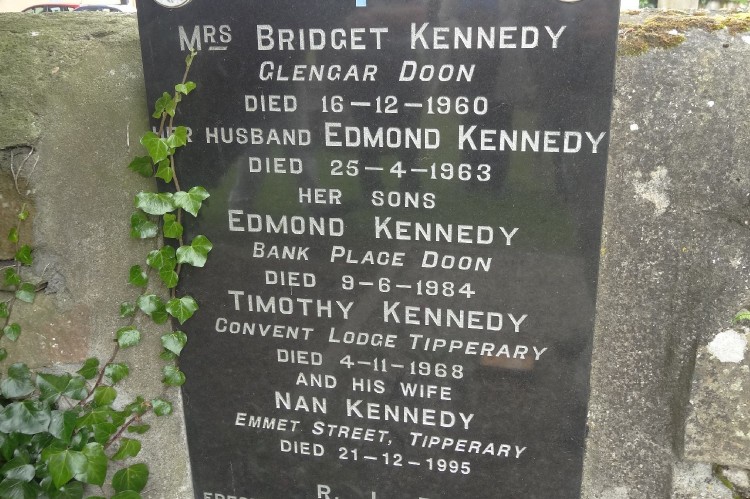 MRS BRIDGET KENNEDY
GLENGAR DOON
DIED 16-12-1960
HER HUSBAND EDMOND KENNEDY
DIED 25-4-1963
HER SONS
EDMOND KENNEDY
BANK PLACE DOON
DIED 9-6-1984
TIMOTHY KENNEDY
CONVENT LODGE TIPPERARY
DIED 4-11-1968
AND HIS WIFE
NAN KENNEDY
EMMET STREET, TIPPERARY
DIED 21-12-1995